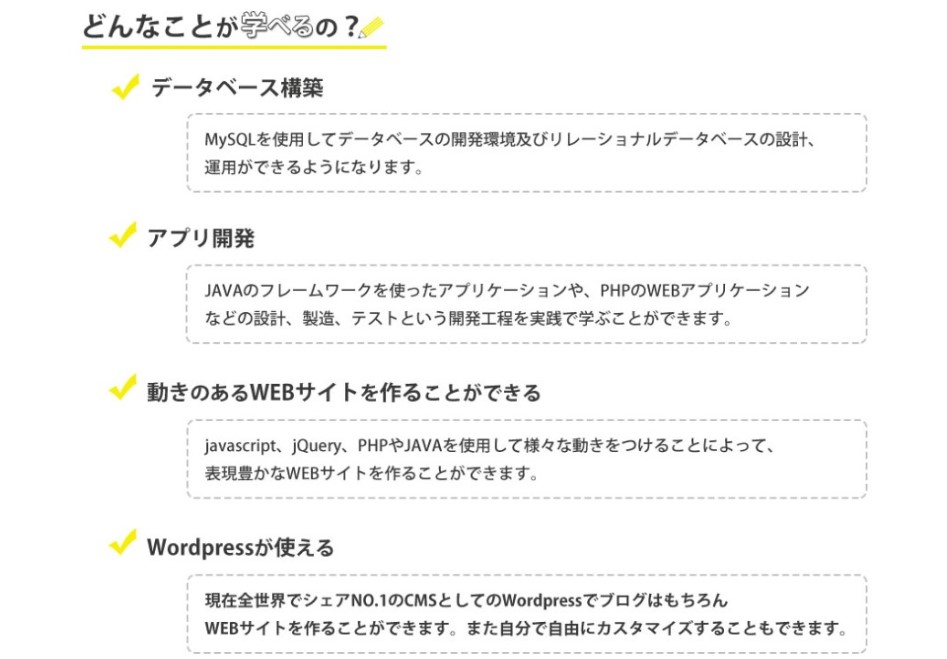 どんなことが学べるの？
データベース構築
MySQLを使用してデータベースの開発環境及びリレーショナルデータベースの設計、
運用ができるようになります。
アプリ開発
JAVAのフレームワークを使ったアプリケーションや、PHPのWEBアプリケーション
などの設計、製造、テストという開発工程を実践で学ぶことができます。
動きのあるWEBサイトを作ることができる
javascript、jQuery、PHPやJAVAを使用して様々な動きをつけることによって、
表現豊かなWEBサイトを作ることができます。
Wordpressが使える
現在全世界でシェアNO.1のCMSとしてのWordpressでブログはもちろん
WEBサイトを作ることができます。また自分で自由にカスタマイズすることもできます。